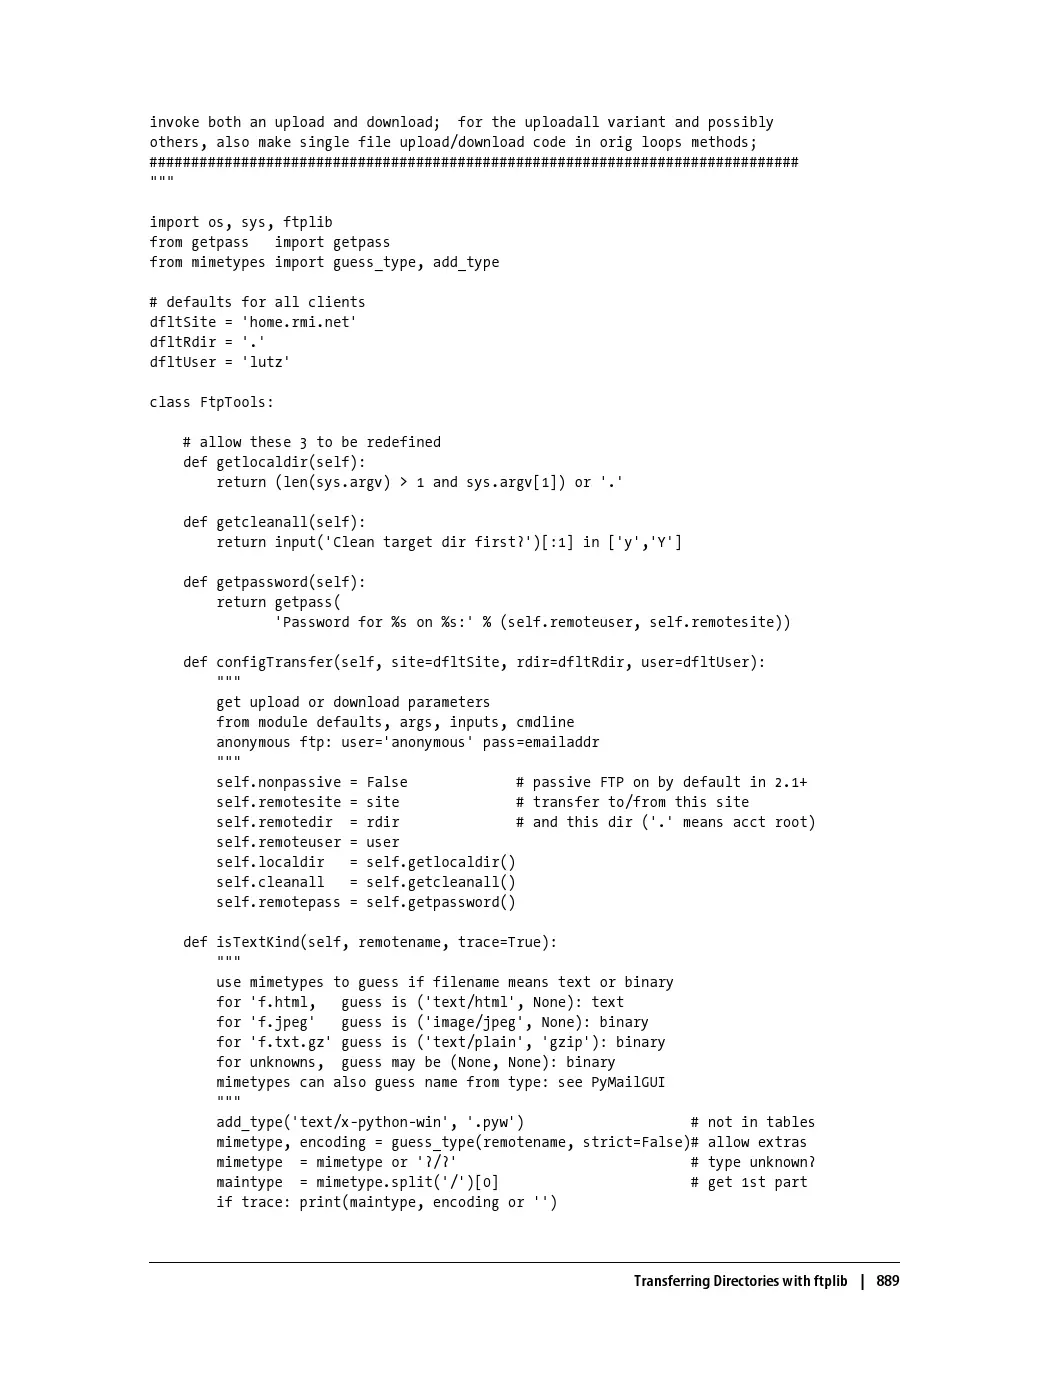 invoke both an upload and download;  for the uploadall variant and possibly
others, also make single file upload/download code in orig loops methods;
##############################################################################
"""
import os, sys, ftplib
from getpass   import getpass
from mimetypes import guess_type, add_type
# defaults for all clients
dfltSite = 'home.rmi.net'
dfltRdir = '.'
dfltUser = 'lutz'
class FtpTools:
    # allow these 3 to be redefined
    def getlocaldir(self):
        return (len(sys.argv) > 1 and sys.argv[1]) or '.'
    def getcleanall(self):
        return input('Clean target dir first?')[:1] in ['y','Y']
    def getpassword(self):
        return getpass(
               'Password for %s on %s:' % (self.remoteuser, self.remotesite))
    def configTransfer(self, site=dfltSite, rdir=dfltRdir, user=dfltUser):
        """
        get upload or download parameters
        from module defaults, args, inputs, cmdline
        anonymous ftp: user='anonymous' pass=emailaddr
        """
        self.nonpassive = False             # passive FTP on by default in 2.1+
        self.remotesite = site              # transfer to/from this site
        self.remotedir  = rdir              # and this dir ('.' means acct root)
        self.remoteuser = user
        self.localdir   = self.getlocaldir()
        self.cleanall   = self.getcleanall()
        self.remotepass = self.getpassword()
    def isTextKind(self, remotename, trace=True):
        """
        use mimetypes to guess if filename means text or binary
        for 'f.html,   guess is ('text/html', None): text
        for 'f.jpeg'   guess is ('image/jpeg', None): binary
        for 'f.txt.gz' guess is ('text/plain', 'gzip'): binary
        for unknowns,  guess may be (None, None): binary
        mimetypes can also guess name from type: see PyMailGUI
        """
        add_type('text/x-python-win', '.pyw')                    # not in tables
        mimetype, encoding = guess_type(remotename, strict=False)# allow extras
        mimetype  = mimetype or '?/?'                            # type unknown?
        maintype  = mimetype.split('/')[0]                       # get 1st part
        if trace: print(maintype, encoding or '')
Transferring Directories with ftplib | 889